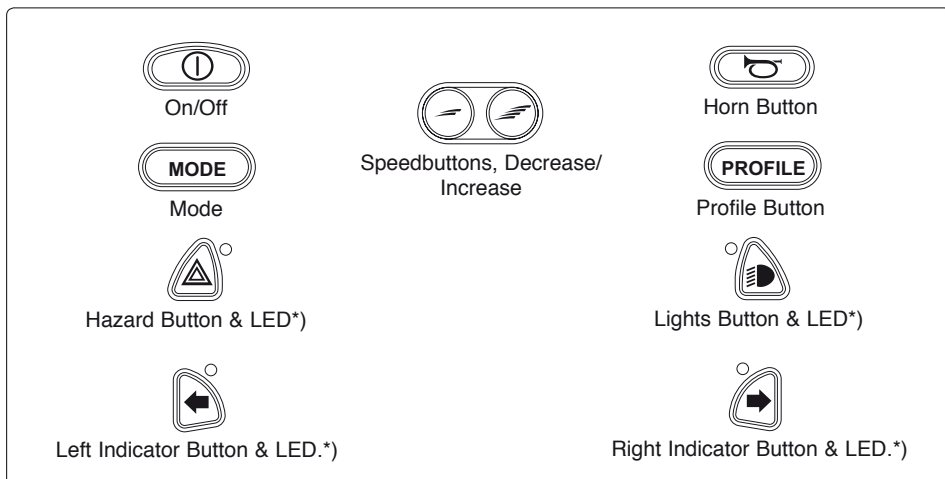 On/Off
Horn Button
Speedbuttons, Decrease/
Increase
MODE
Mode
PROFILE
Profile Button
Hazard Button & LED*)
Lights Button & LED*)
Left Indicator Button & LED.*)
Right Indicator Button & LED.*)